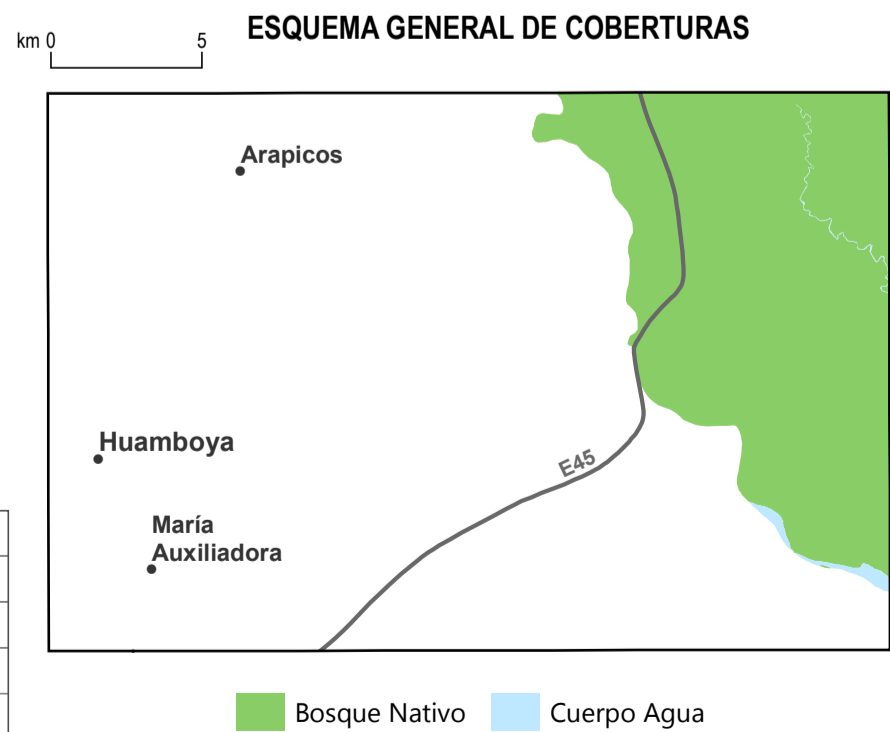 ESQUEMA GENERAL DE COBERTURAS
km 0 5
Arapicos
Huamboya
María
Auxiliadora
E45
Bosque Nativo
Cuerpo Agua